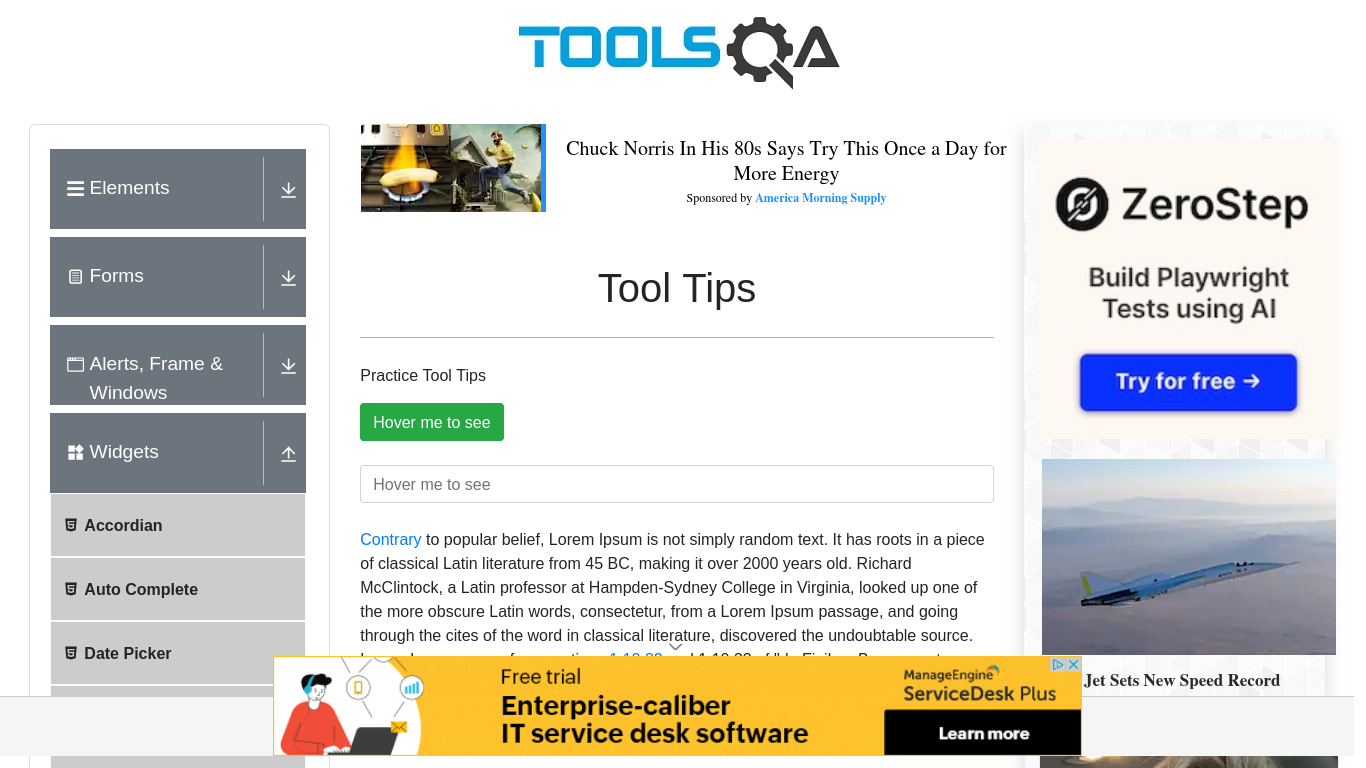 TOOLSQA
Elements
Forms
Alerts, Frame &
Windows
Widgets
Accordian
Auto Complete
Date Picker
Chuck Norris In His 80s Says Try This Once a Day for
More Energy
Sponsored by America Morning Supply
Tool Tips
Practice Tool Tips
Hover me to see
Hover me to see
Contrary to popular belief, Lorem Ipsum is not simply random text. It has roots in a piece
of classical Latin literature from 45 BC, making it over 2000 years old. Richard
McClintock, a Latin professor at Hampden-Sydney College in Virginia, looked up one of
the more obscure Latin words, consectetur, from a Lorem Ipsum passage, and going
through the cites of the word in classical literature, discovered the undoubtable source.
ZeroStep
Build Playwright
Tests using AI
Try for free →
Jet Sets New Speed Record
Free trial
Enterprise-caliber
IT service desk software
ManageEngine
ServiceDesk Plus
Learn more